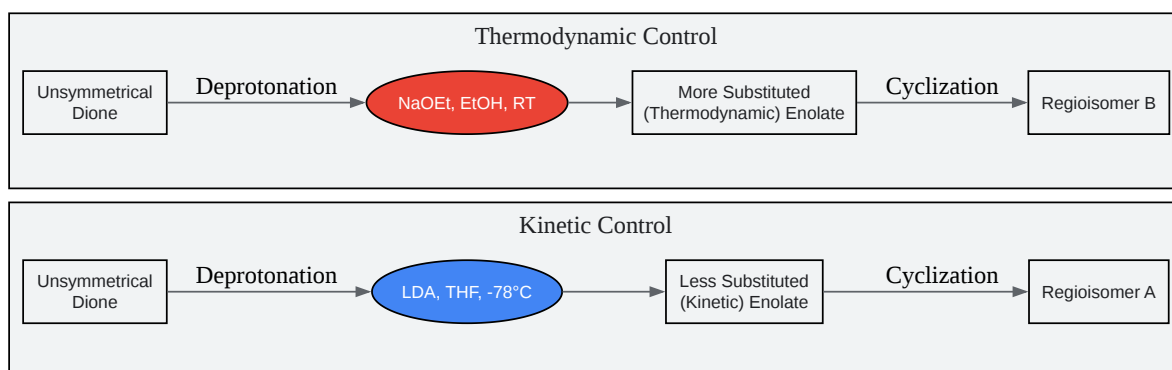 Thermodynamic Control
Unsymmetrical
Dione
Deprotonation
NaOEt, EtOH, RT
More Substituted
(Thermodynamic) Enolate
Cyclization
Regioisomer B
Kinetic Control
Unsymmetrical
Dione
Deprotonation
LDA, THF, -78°C
Less Substituted
(Kinetic) Enolate
Cyclization
Regioisomer A